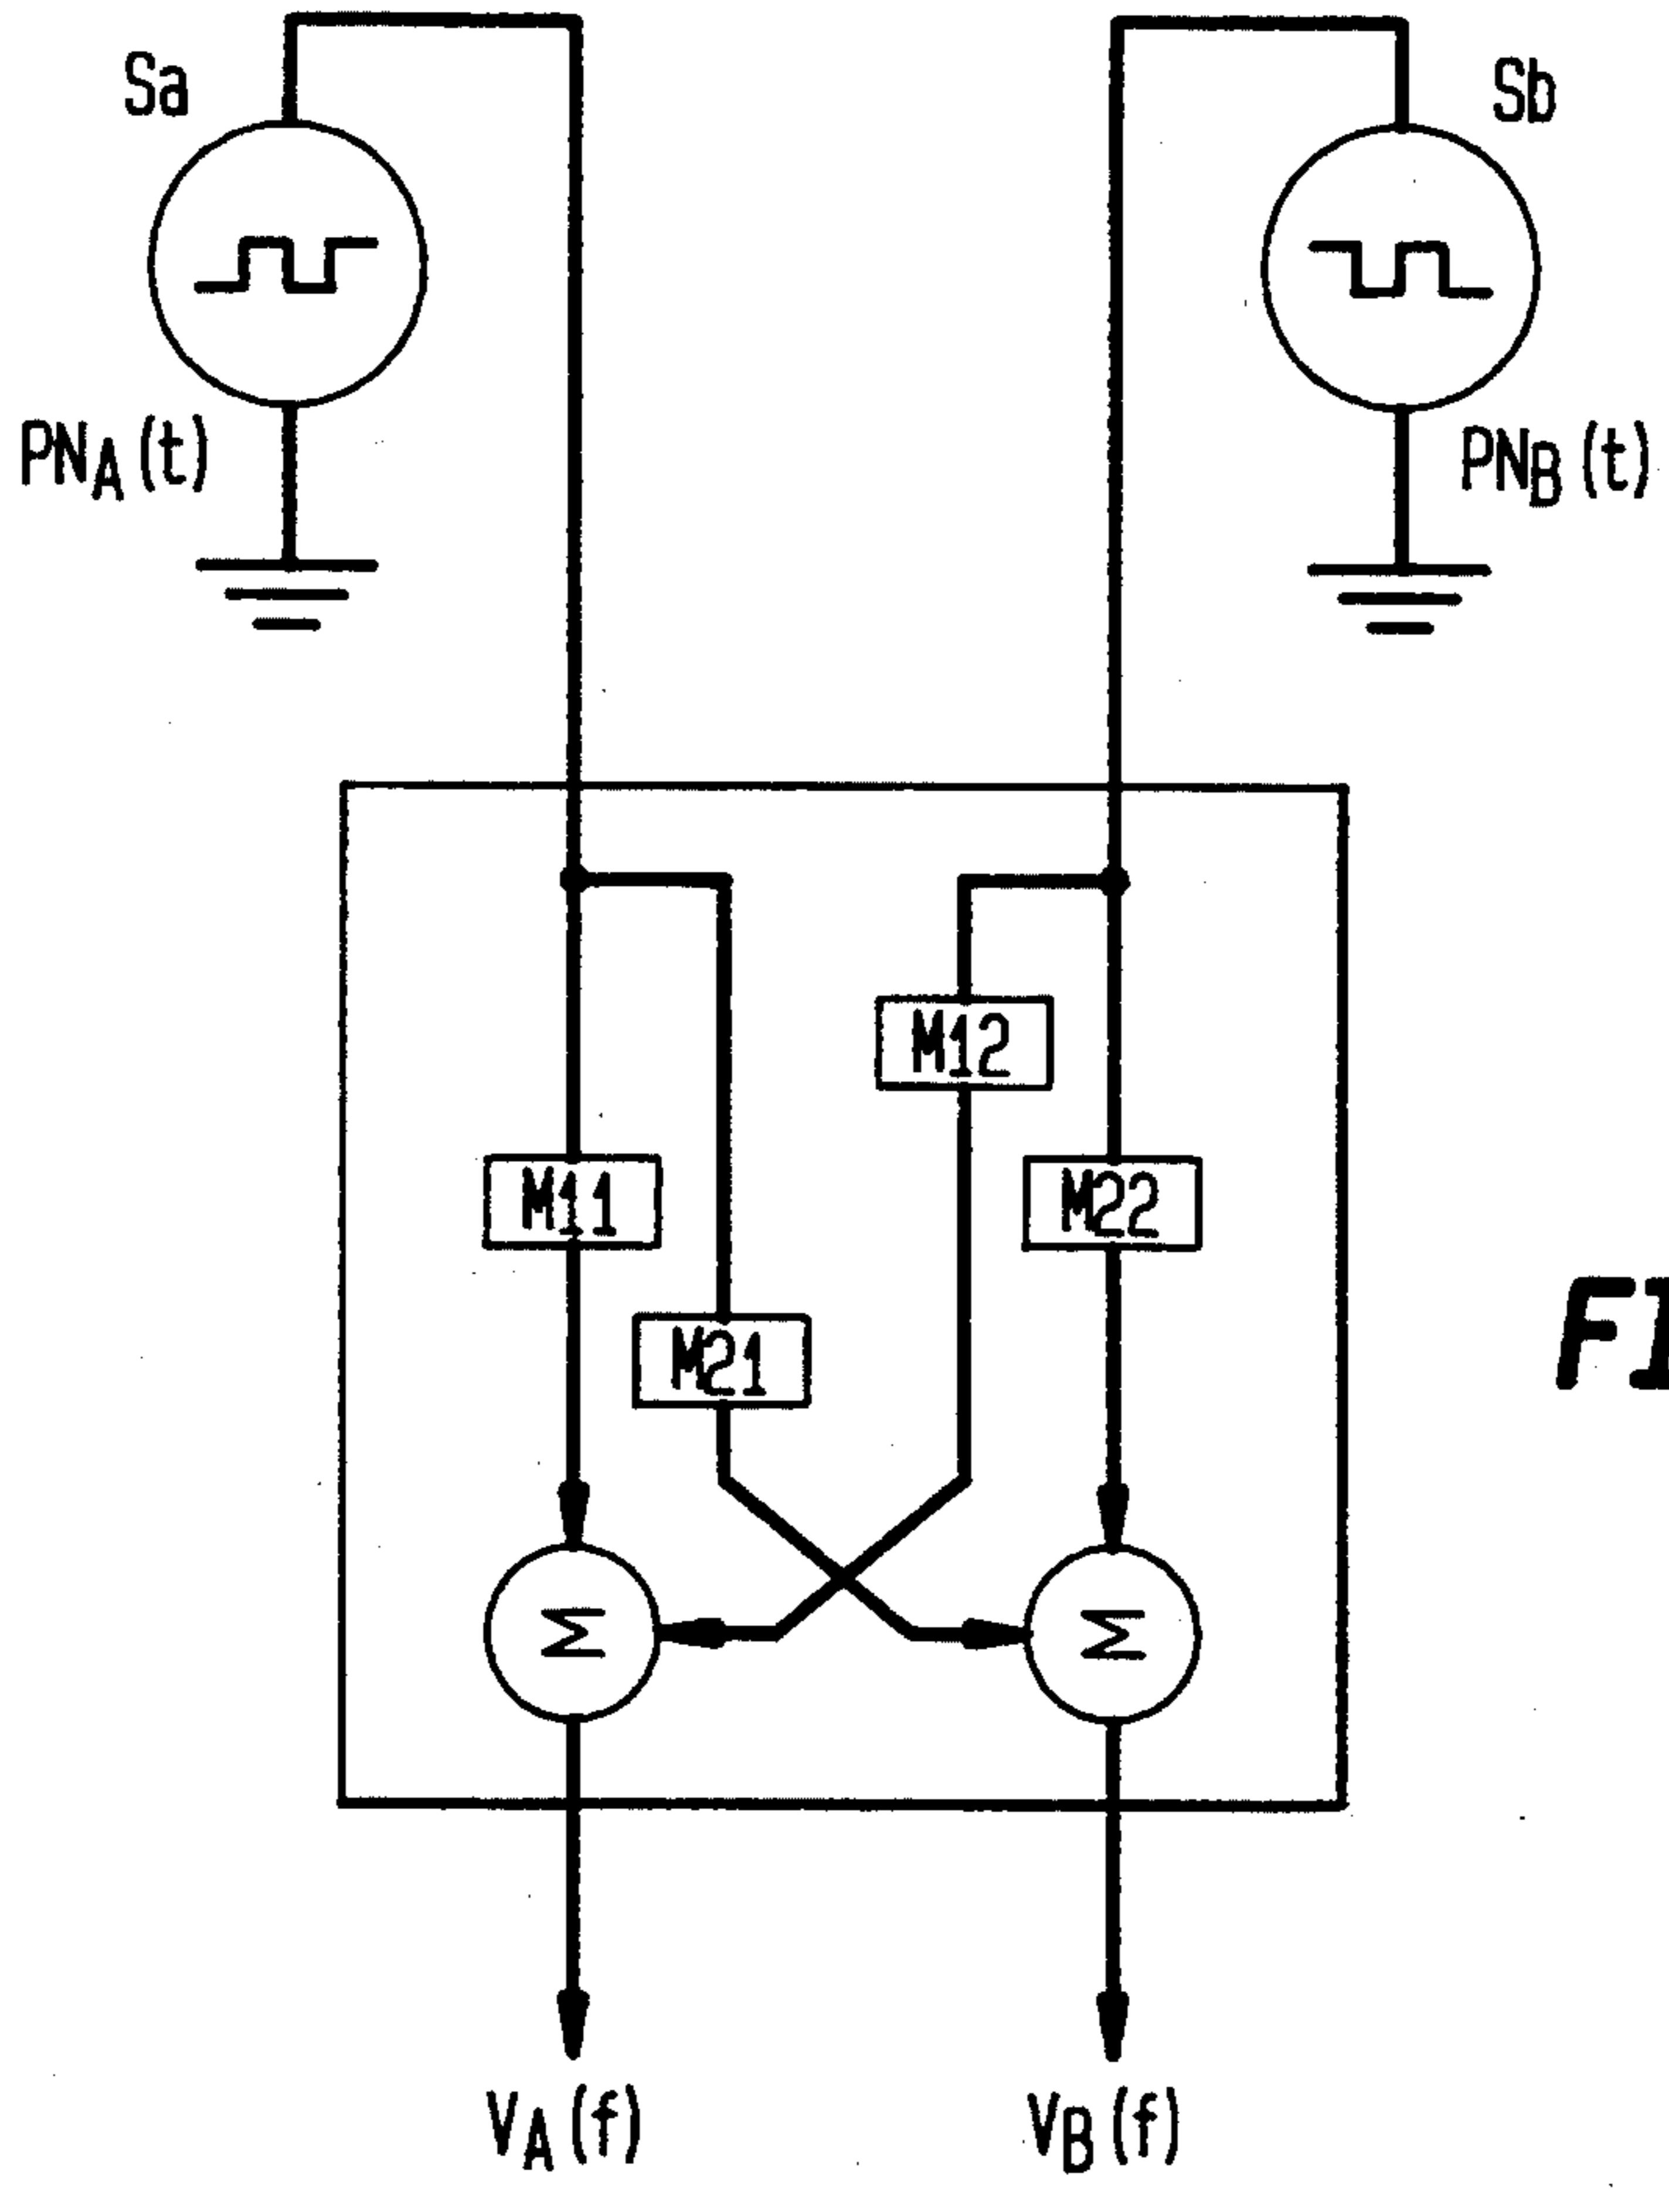 Sa
Sb
PNA (t)
PNB (t)
M12
M11
M22
M21
Σ
Σ
VA (f)
VB (f)